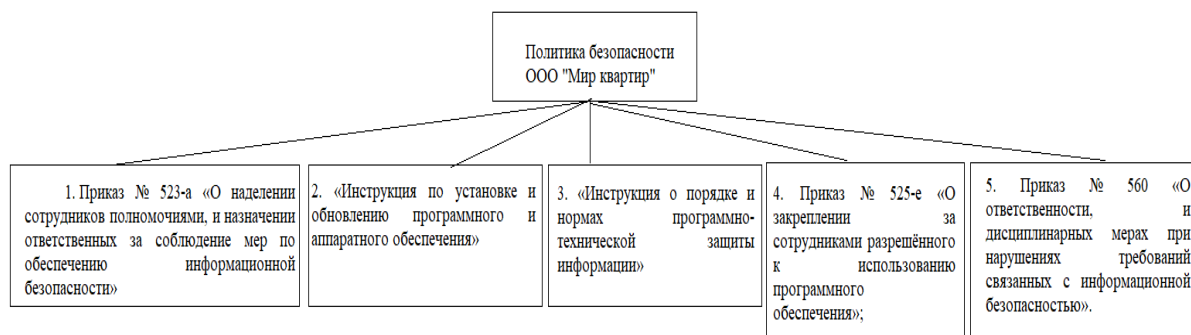 Политика безопасности
ООО "Мир квартир"
1. Приказ № 523-а «О наделении
сотрудников полномочиями, и назначении
ответственных за соблюдение мер по
обеспечению информационной
безопасности»
2. «Инструкция по установке и
обновлению программного и
аппаратного обеспечения»
3. «Инструкция о порядке и
нормах программно-
технической защиты
информации»
4. Приказ № 525-е «О
закреплении за
сотрудниками разрешённого
к использованию
программного
обеспечения»;
5. Приказ № 560 «О
ответственности, и
дисциплинарных мерах при
нарушениях требований
связанных с информационной
безопасностью».